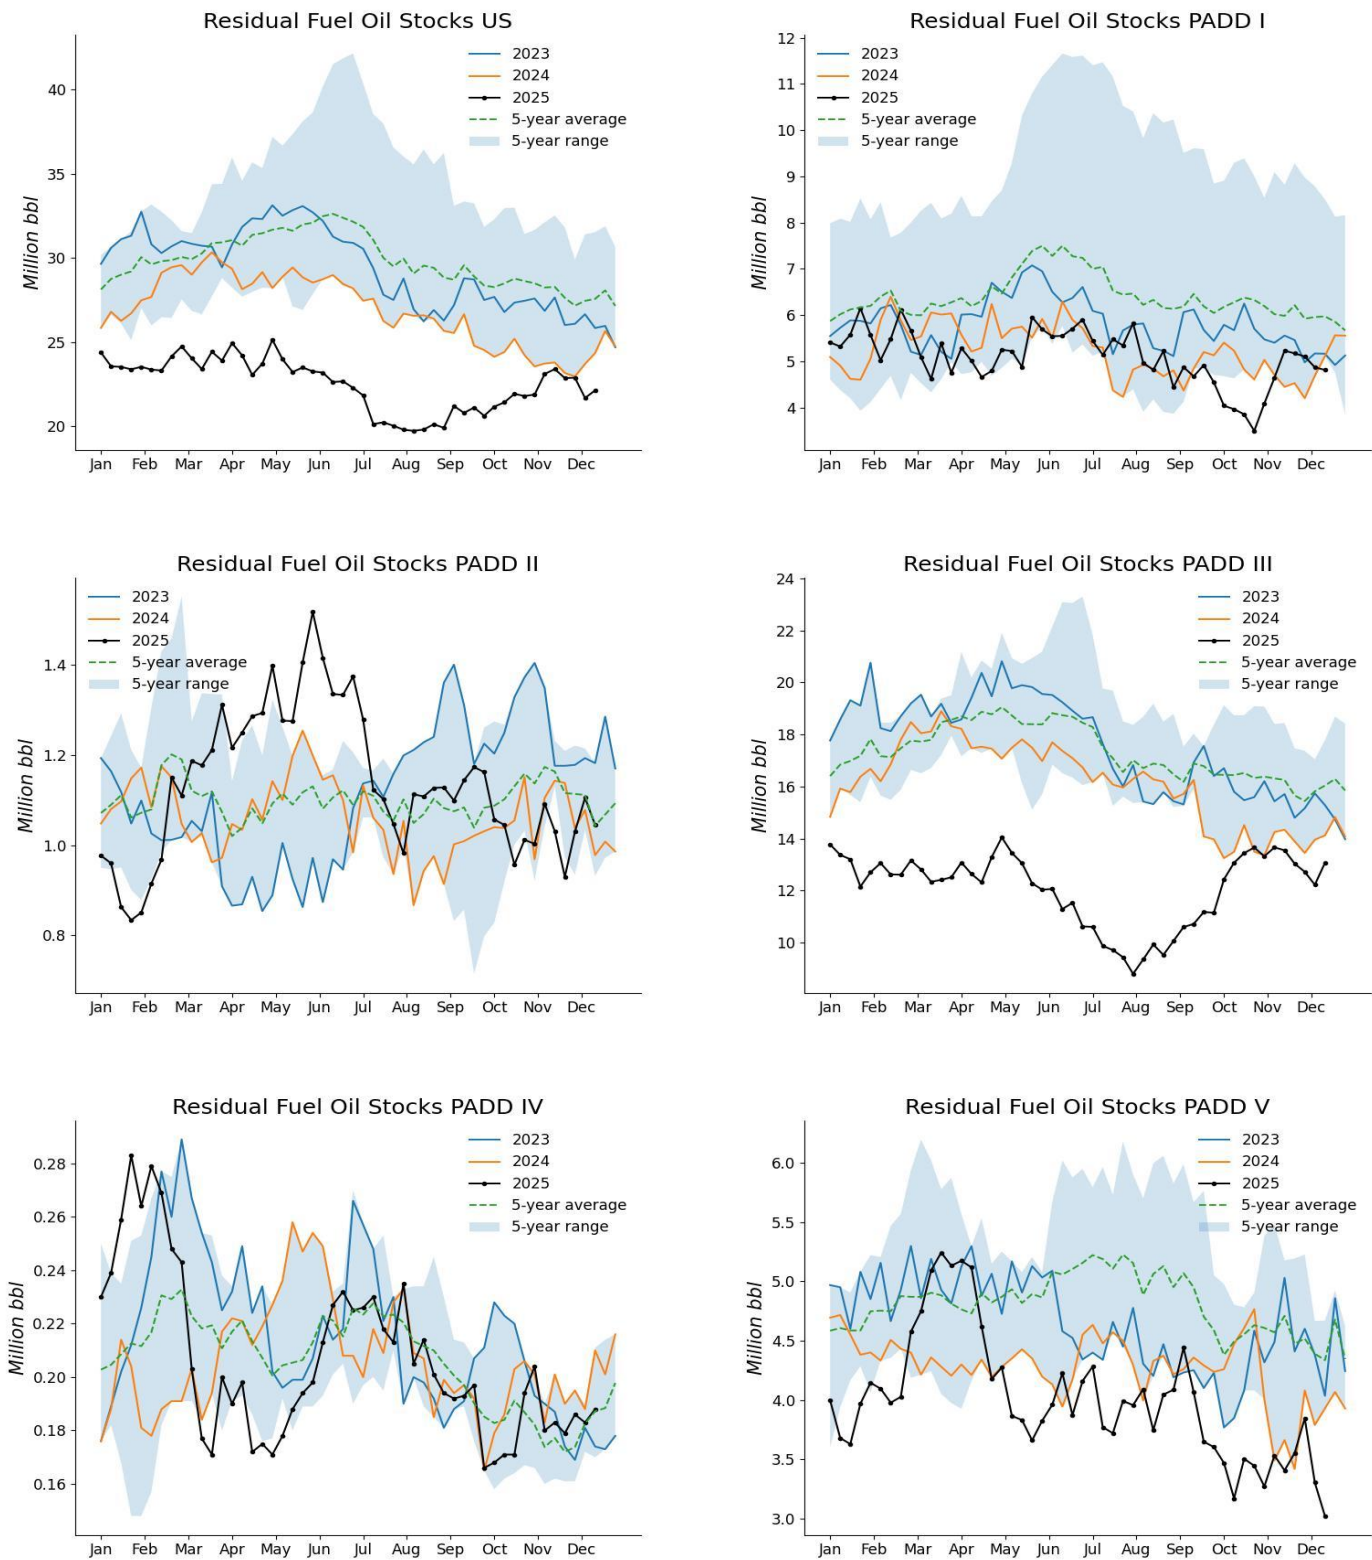 Residual Fuel Oil Stocks US
Million bbl
40
35
30
25
20
2023
2024
2025
5-year average
5-year range
Jan Feb Mar Apr May Jun Jul Aug Sep Oct Nov Dec
Residual Fuel Oil Stocks PADD I
Million bbl
12
11
10
9
8
7
6
5
4
2023
2024
2025
5-year average
5-year range
Jan Feb Mar Apr May Jun Jul Aug Sep Oct Nov Dec
Residual Fuel Oil Stocks PADD II
Million bbl
1.4
1.2
1.0
0.8
2023
2024
2025
5-year average
5-year range
Jan Feb Mar Apr May Jun Jul Aug Sep Oct Nov Dec
Residual Fuel Oil Stocks PADD III
Million bbl
24
22
20
18
16
14
12
10
2023
2024
2025
5-year average
5-year range
Jan Feb Mar Apr May Jun Jul Aug Sep Oct Nov Dec
Residual Fuel Oil Stocks PADD IV
Million bbl
0.28
0.26
0.24
0.22
0.20
0.18
0.16
2023
2024
2025
5-year average
5-year range
Jan Feb Mar Apr May Jun Jul Aug Sep Oct Nov Dec
Residual Fuel Oil Stocks PADD V
Million bbl
6.0
5.5
5.0
4.5
4.0
3.5
3.0
2023
2024
2025
5-year average
5-year range
Jan Feb Mar Apr May Jun Jul Aug Sep Oct Nov Dec